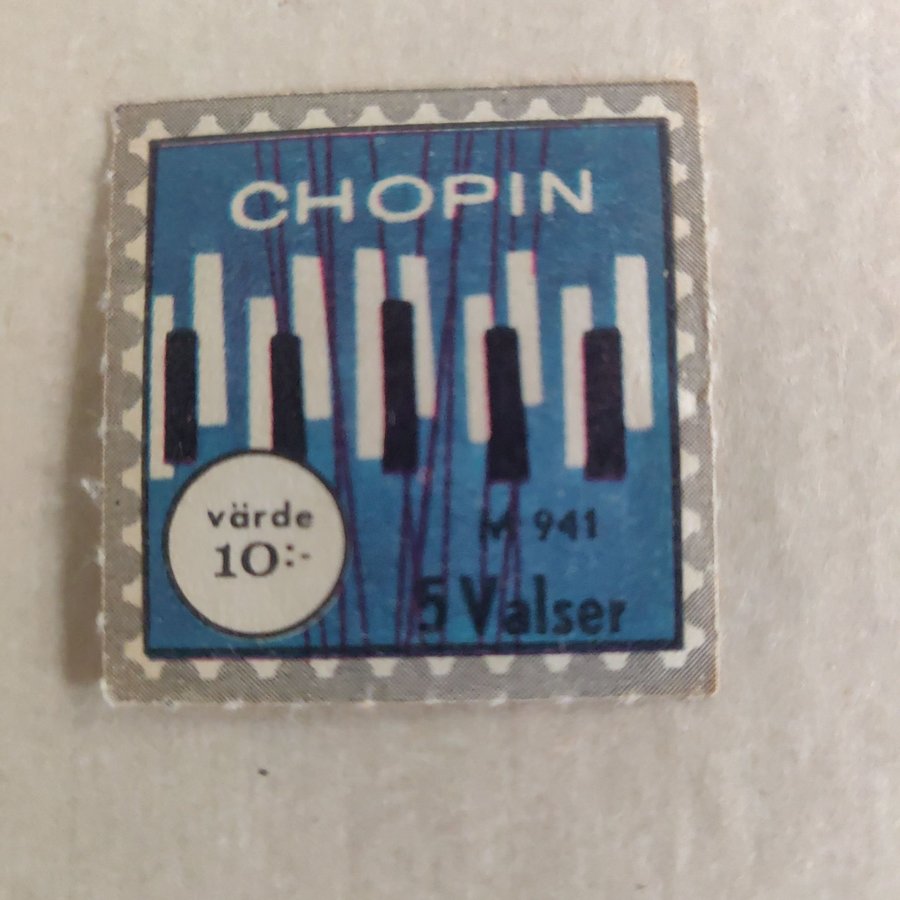 CHOPIN
värde
10:-
M 941
5 Valser